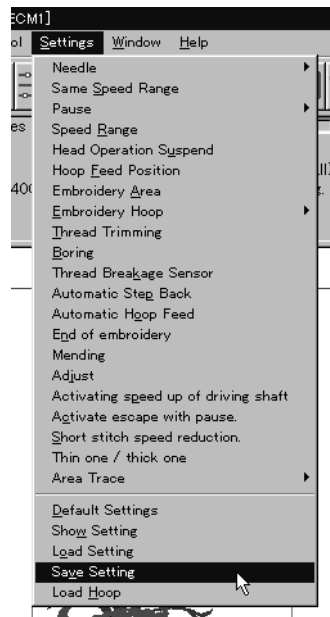 ECM1]
ol Settings Window Help
Needle
Same Speed Range
Pause
es
Speed Range
Head Operation Suspend
Hoop Feed Position
Embroidery Area
400
Embroidery Hoop
Thread Trimming
Boring
Thread Breakage Sensor
Automatic Step Back
Automatic Hoop Feed
End of embroidery
Mending
Adjust
Activating speed up of driving shaft
Activate escape with pause.
Short stitch speed reduction.
Thin one / thick one
Area Trace
Default Settings
Show Setting
Load Setting
Save Setting
Load Hoop